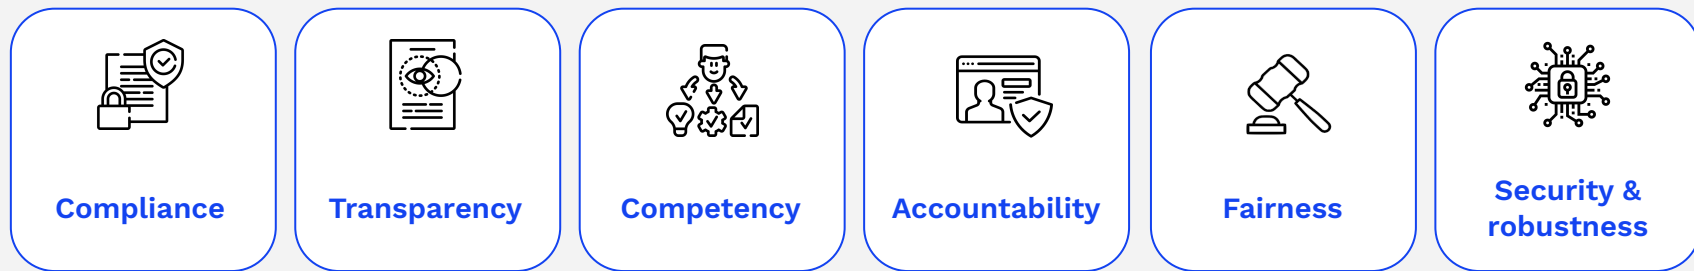 Compliance
Transparency
Competency
Accountability
Fairness
Security &
robustness